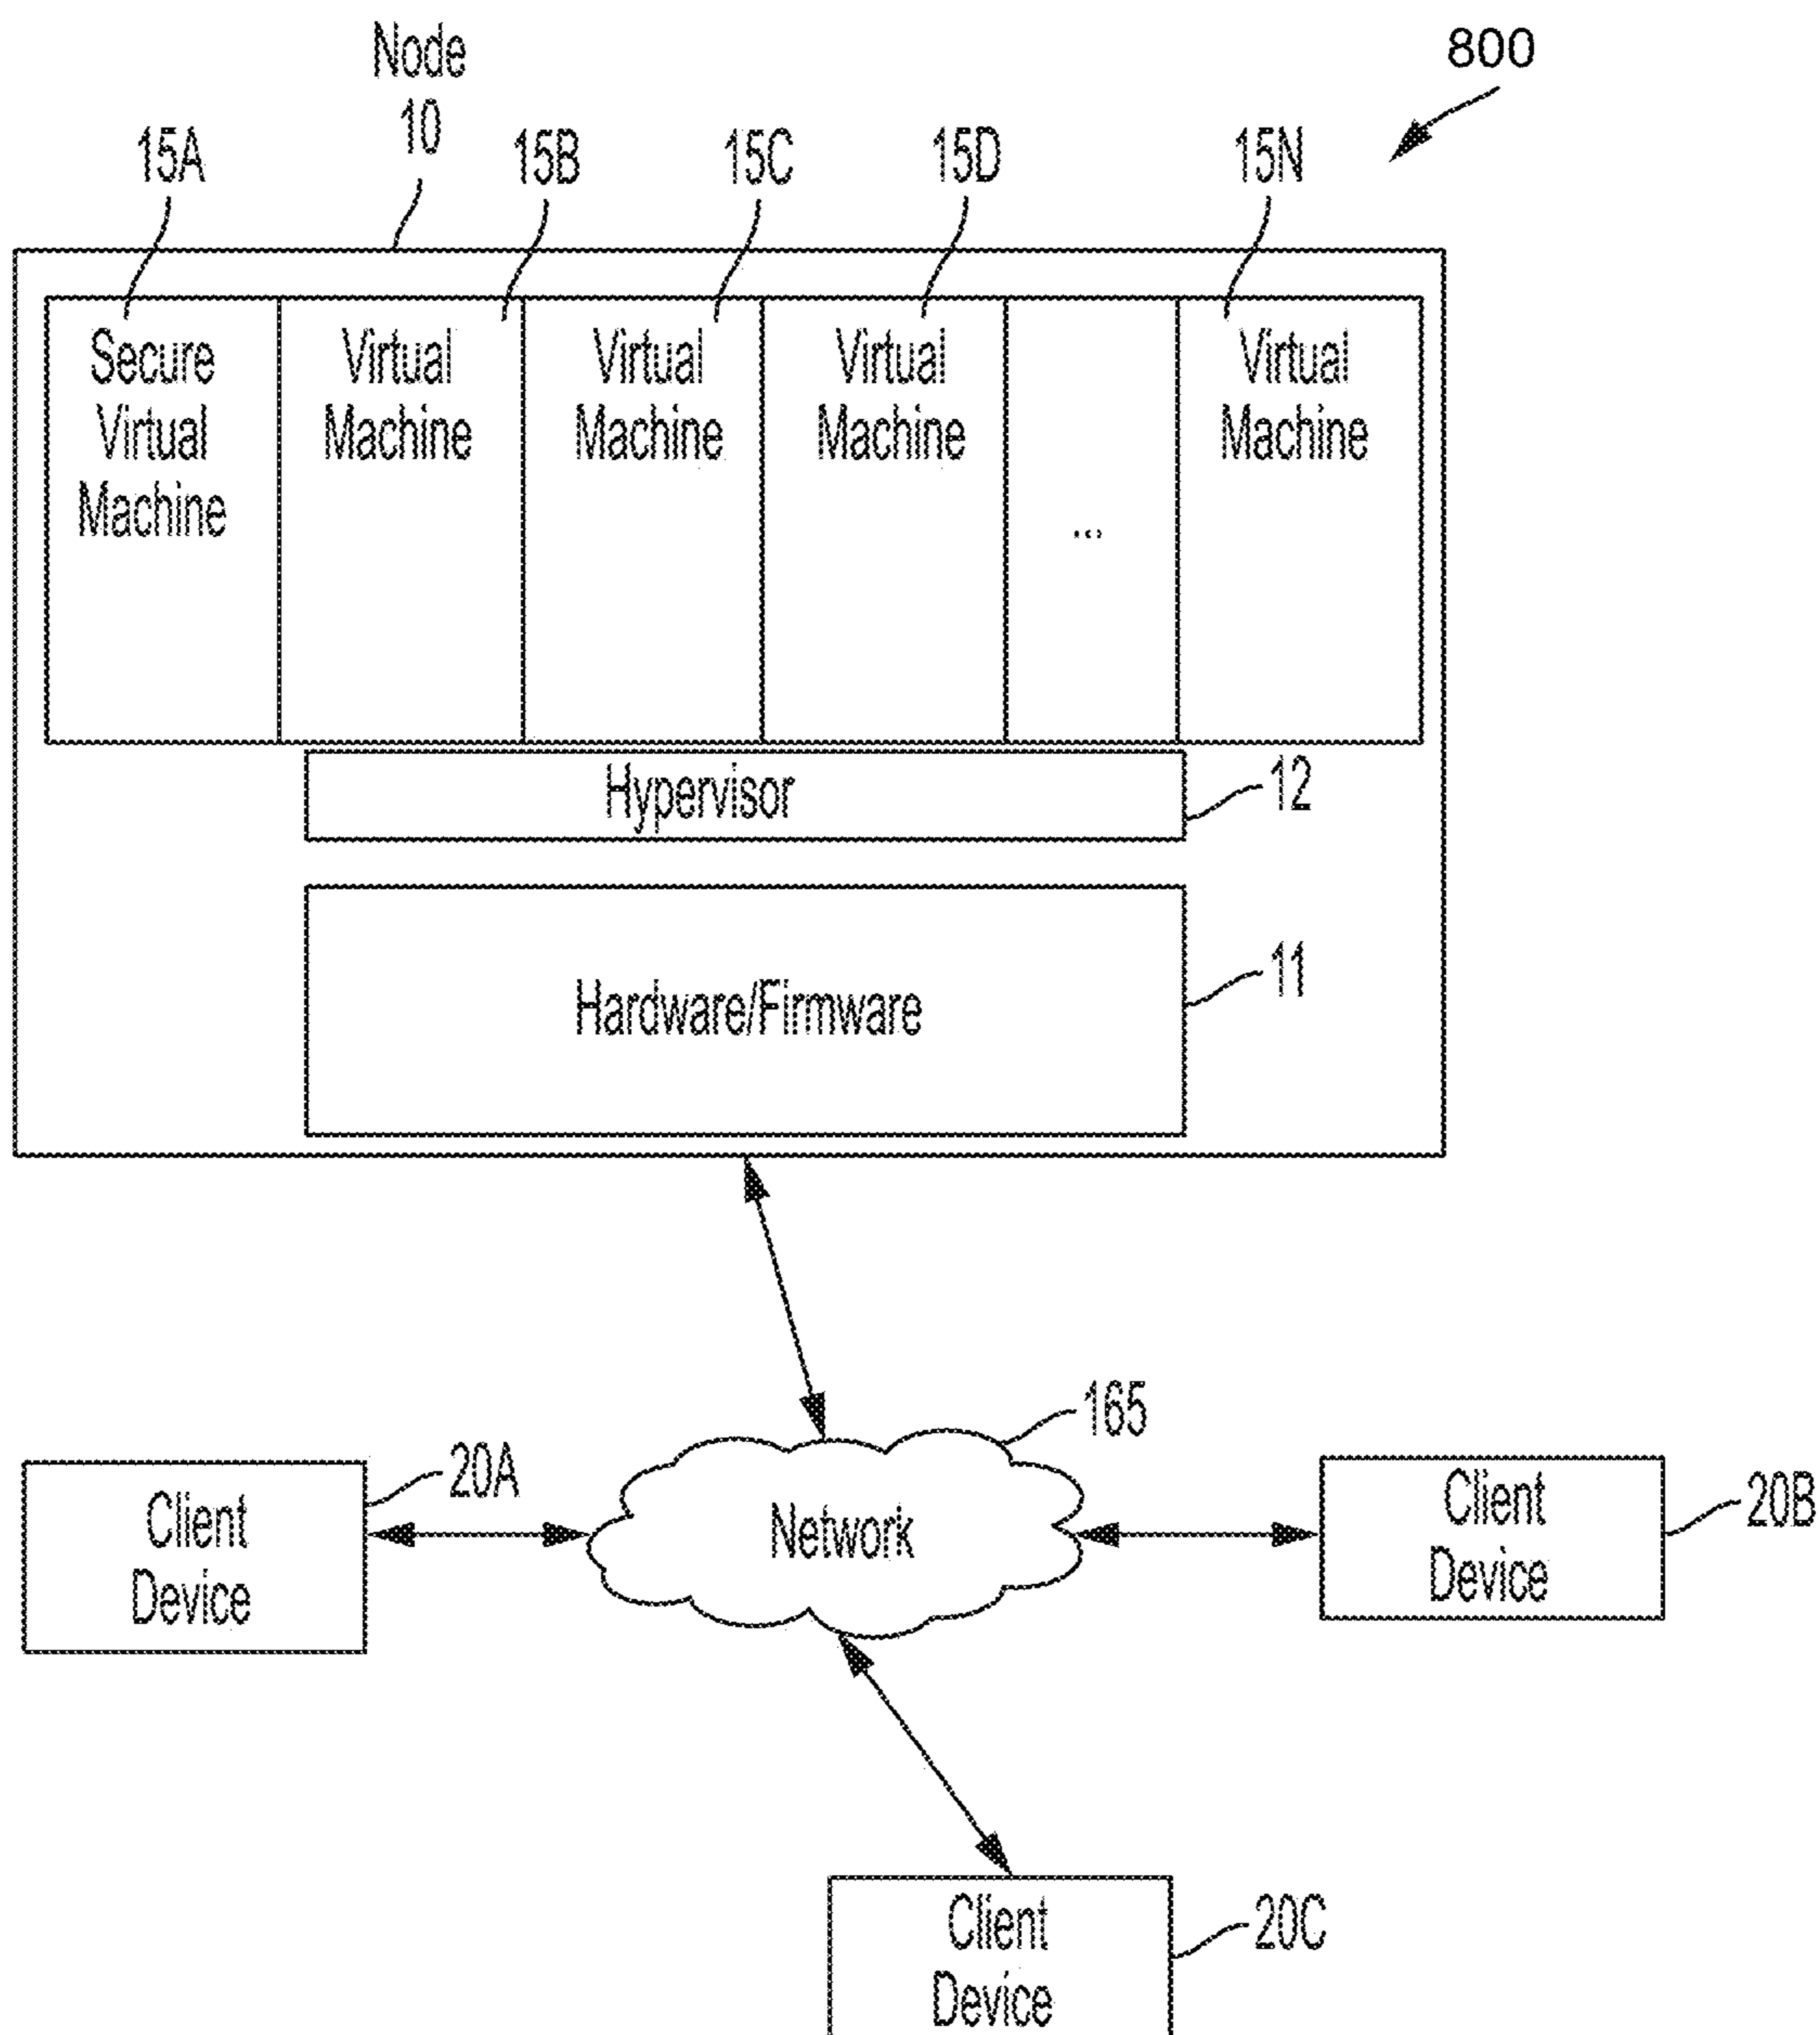 Node
10
800
15A
15B
15C
15D
15N
Secure
Virtual
Machine
Virtual
Machine
Virtual
Machine
Virtual
Machine
...
Virtual
Machine
Hypervisor
12
Hardware/Firmware
11
165
20A
Client
Device
Network
Client
Device
20B
Client
Device
20C